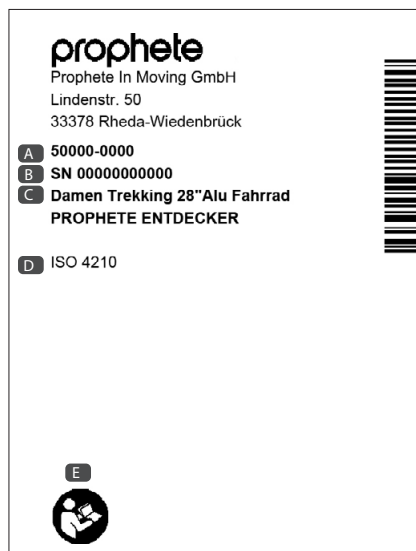 prophete
Prophete In Moving GmbH
Lindenstr. 50
33378 Rheda-Wiedenbrück
A 50000-0000
B SN 00000000000
C Damen Trekking 28"Alu Fahrrad
PROPHETE ENTDECKER
D ISO 4210
E